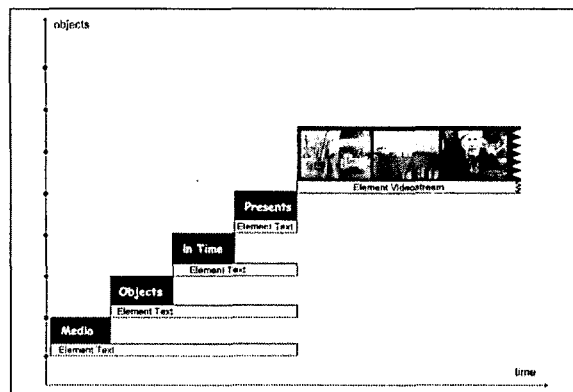 objects
Element Videostream
Presents
Element Text
In Time
Element Text
Objects
Element Text
Media
Element Text
time